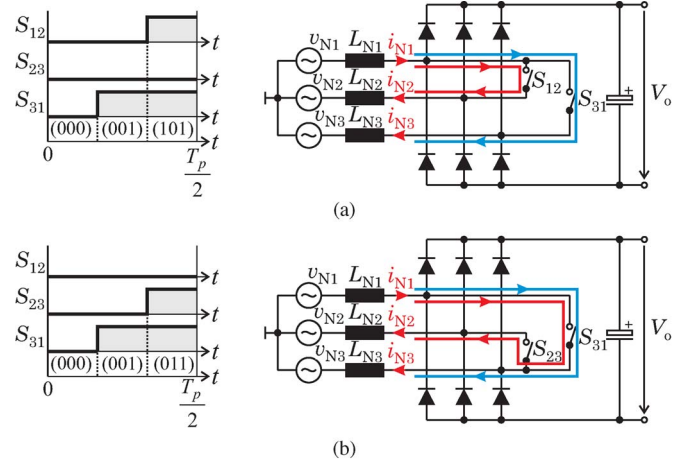 S12
t
S23
t
S31
t
(000) (001) (101)
t
0
Tp
2
vN1 LN1 iN1
vN2 LN2 iN2
vN3 LN3 iN3
S12 S31
+
Vo
(a)
S12
t
S23
t
S31
t
(000) (001) (011)
t
0
Tp
2
vN1 LN1 iN1
vN2 LN2 iN2
vN3 LN3 iN3
S23 S31
+
Vo
(b)